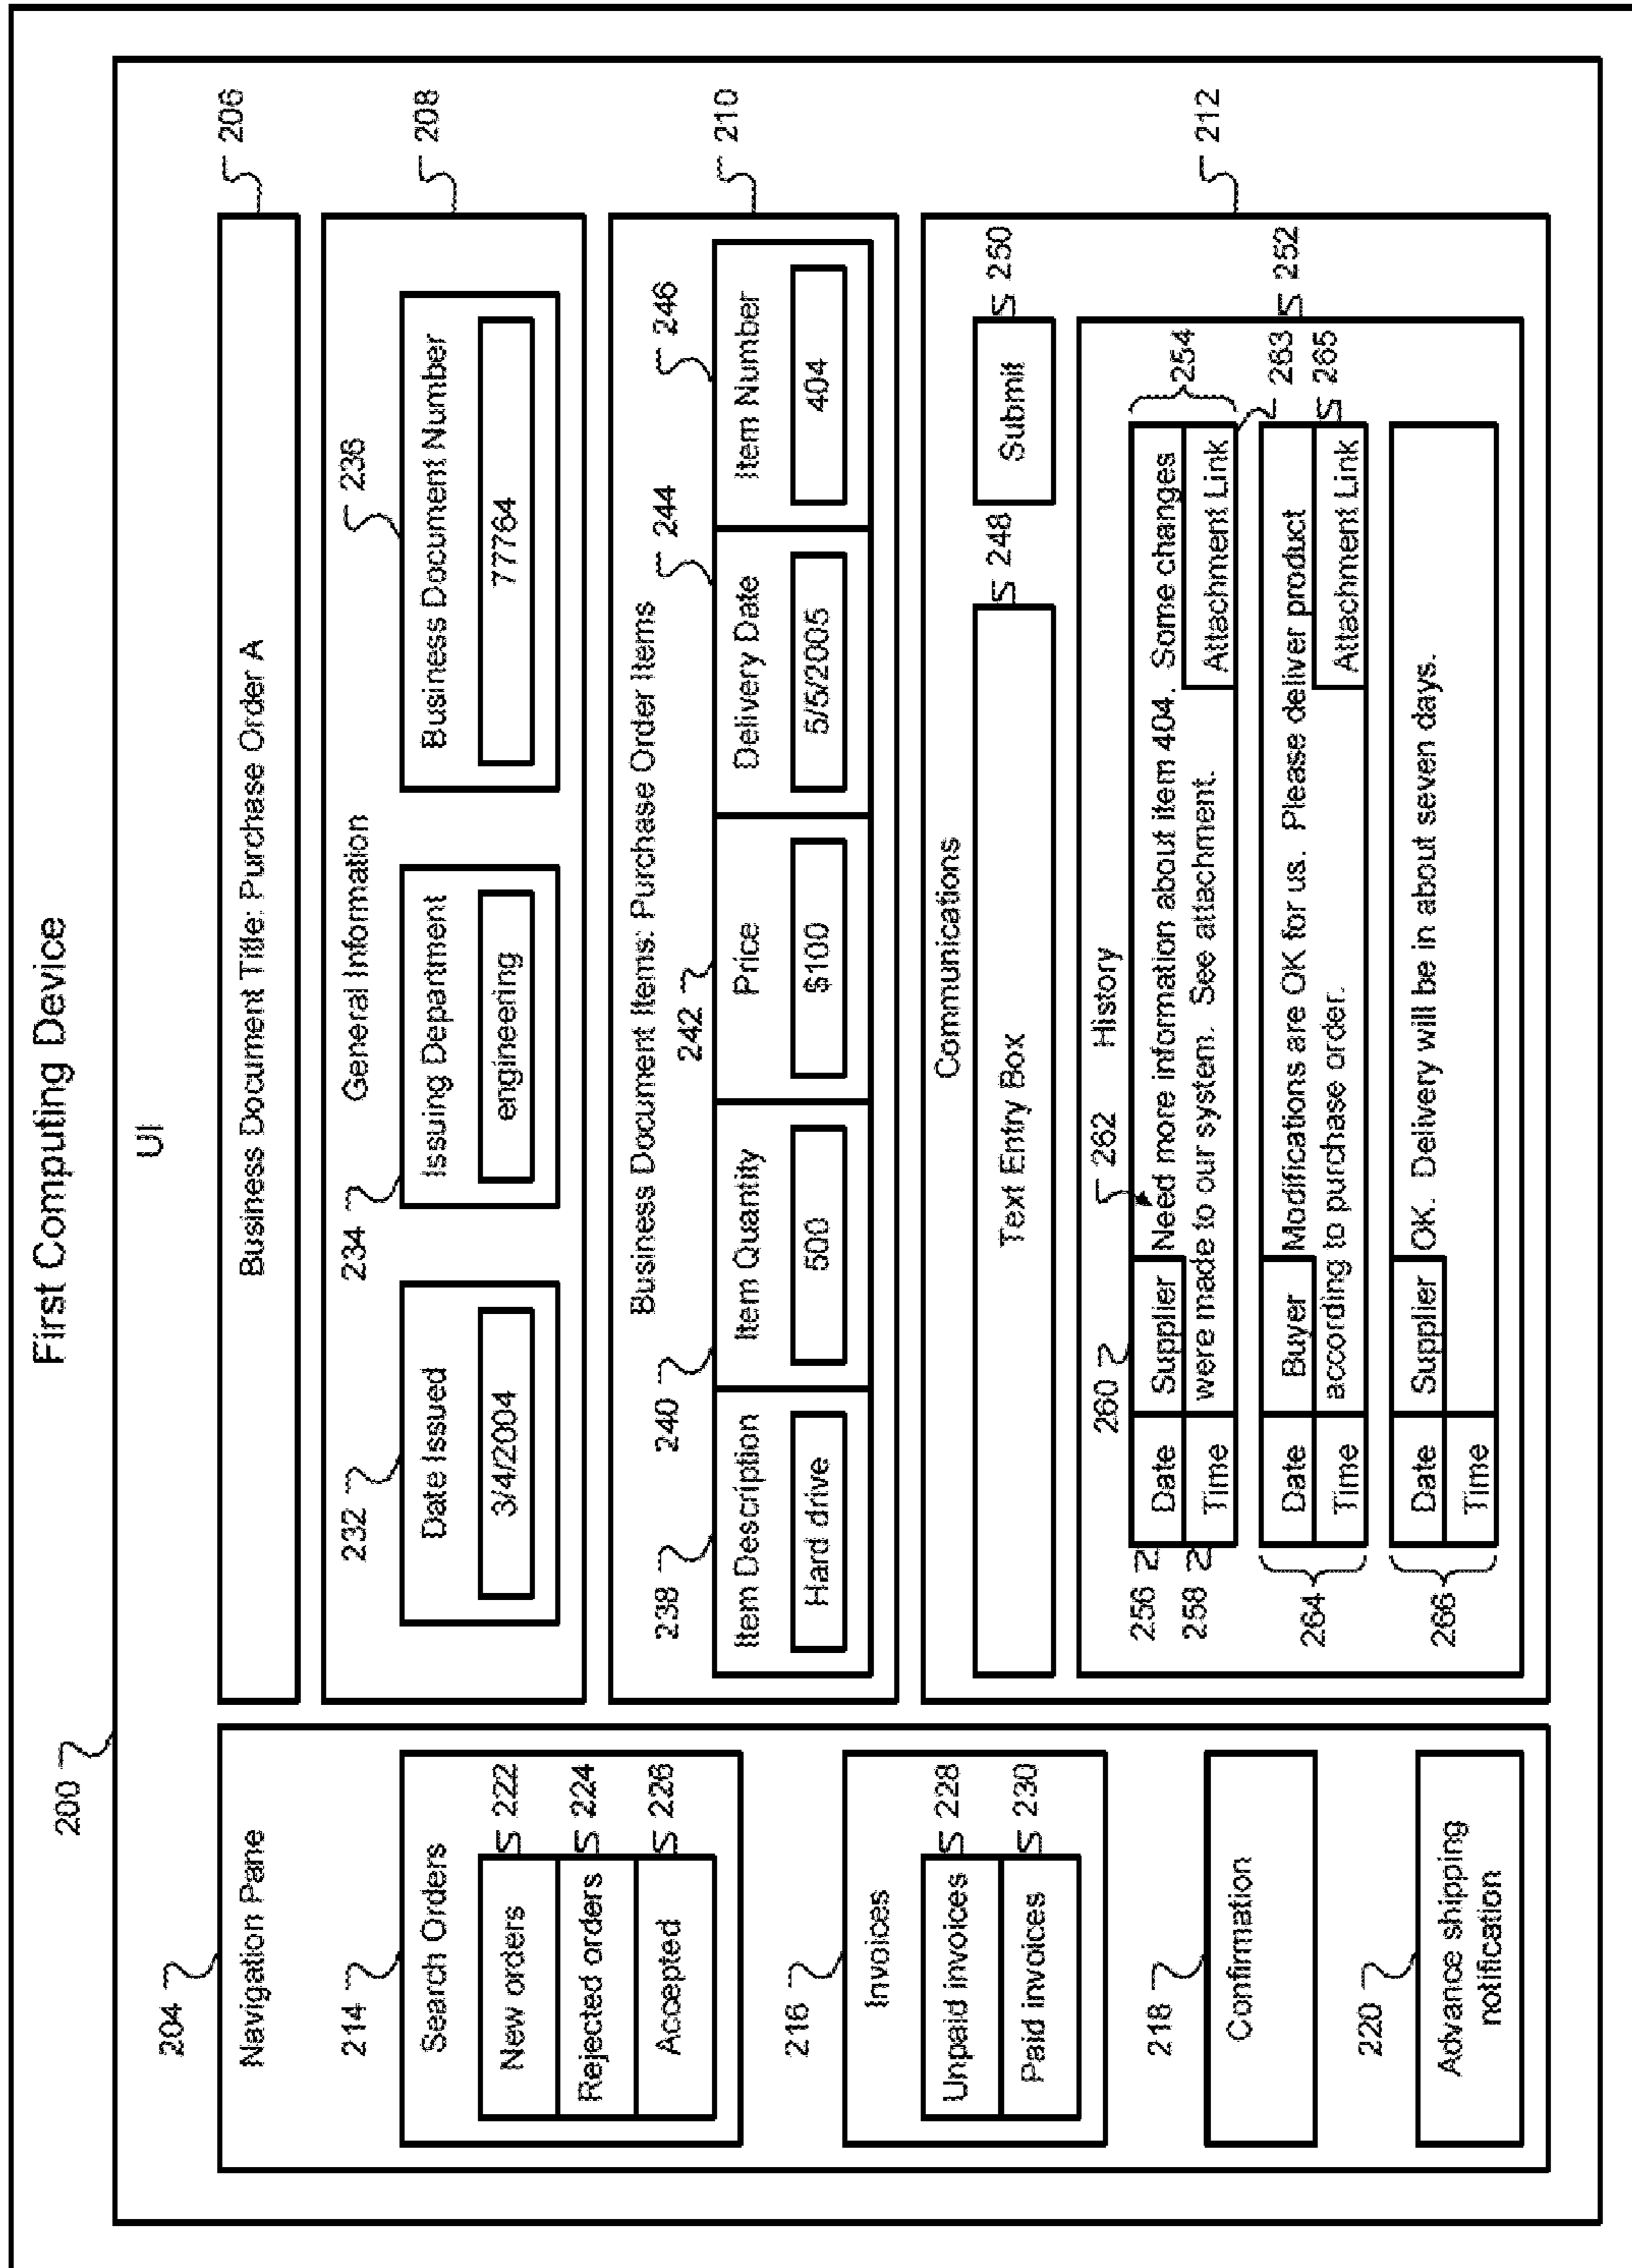 First Computing Device
200
UI
204
Navigation Pane
214
Search Orders
New orders 222
Rejected orders 224
Accepted 226
216
Invoices
Unpaid invoices 228
Paid invoices 230
218
Confirmation
220
Advance shipping
notification
Business Document Title: Purchase Order A
206
General Information
208
232
Date Issued
3/4/2004
234
Issuing Department
engineering
236
Business Document Number
77764
Business Document Items: Purchase Order Items
210
238
Item Description
Hard drive
240
Item Quantity
500
242
Price
$100
244
Delivery Date
5/5/2005
246
Item Number
404
Communications
212
Text Entry Box
248
Submit
250
History
252
260
262
254
256
Date Supplier Need more information about item 404. Some changes
258
Time were made to our system. See attachment. Attachment Link
263
264
Date Buyer Modifications are OK for us. Please deliver product
Time according to purchase order. Attachment Link
265
266
Date Supplier OK. Delivery will be in about seven days.
Time